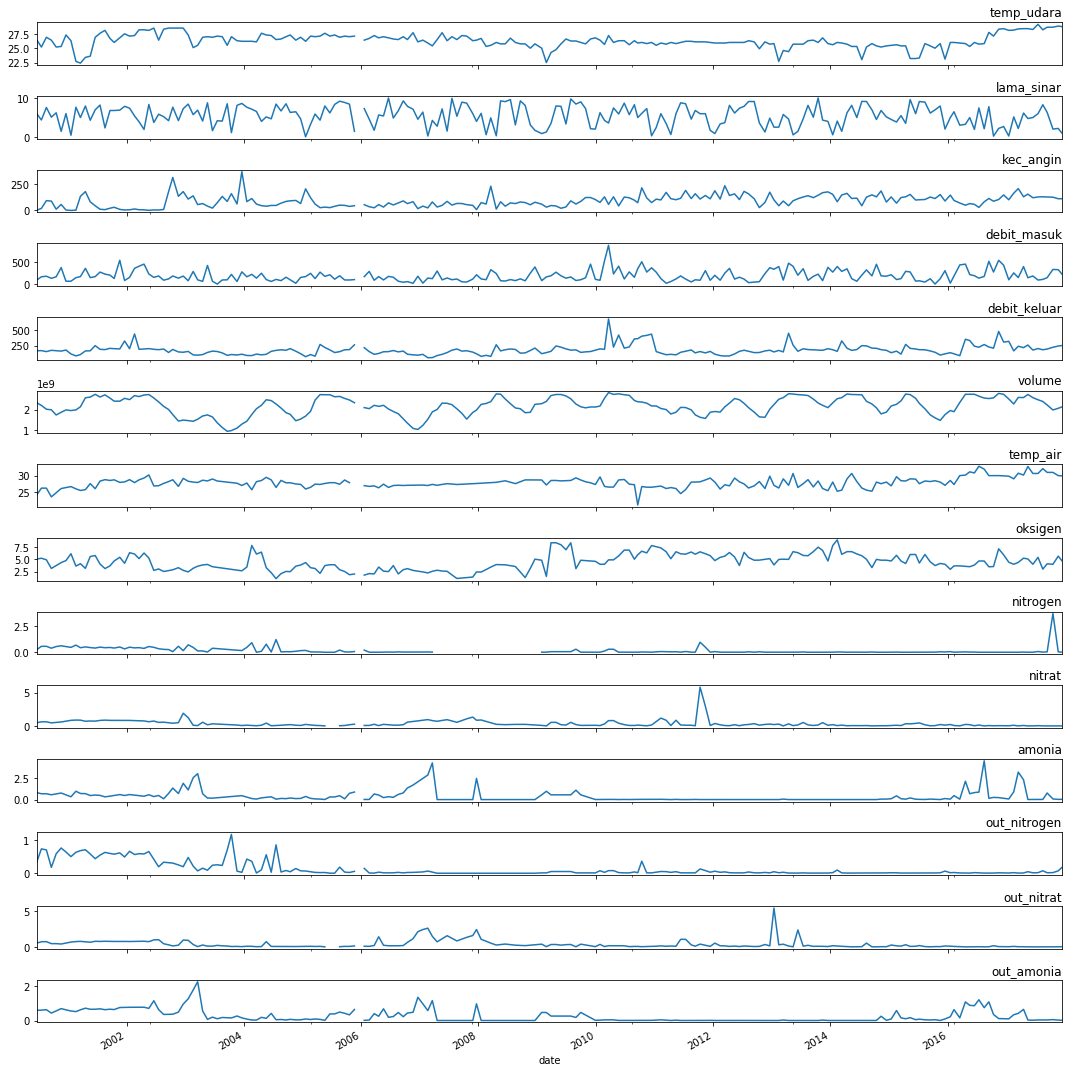 temp_udara
27.5
25.0
22.5
lama_sinar
10
0
kec_angin
250
0
debit_masuk
500
0
debit_keluar
500
250
volume
1e9
2
1
temp_air
30
25
oksigen
7.5
5.0
2.5
nitrogen
2.5
0.0
nitrat
5
0
amonia
2.5
0.0
out_nitrogen
1
0
out_nitrat
5
0
out_amonia
2
0
2002 2004 2006 2008 2010 2012 2014 2016
date